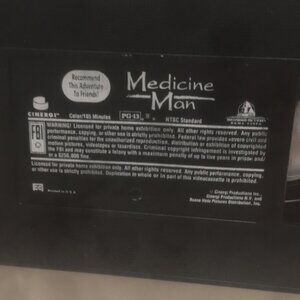 Recommend
This Adventure
To Friends!
Medicine
Man
CINERGI
Color/105 Minutes
PG-13
NTSC Standard
FBI
WARNING! Licensed for private home exhibition only. All other rights reserved. Any public
performance, copying, or other use is strictly prohibited. Federal law provides severe civil and
criminal penalties for the unauthorized reproduction, distribution or exhibition of copyrighted
motion pictures, videotapes or laserdiscs. Criminal copyright infringement is investigated by
the FBI and may constitute a felony with a maximum penalty of up to five years in prison and/
or a $250,000 fine.
Licensed for private home exhibition only. All other rights reserved. Any public performance, copying,
or other use is strictly prohibited. Duplication in whole or in part of this videocassette is prohibited.
Printed in U.S.A.
© Cinergi Productions Inc.
Cinergi Productions N.V. and
Buena Vista Pictures Distribution, Inc.